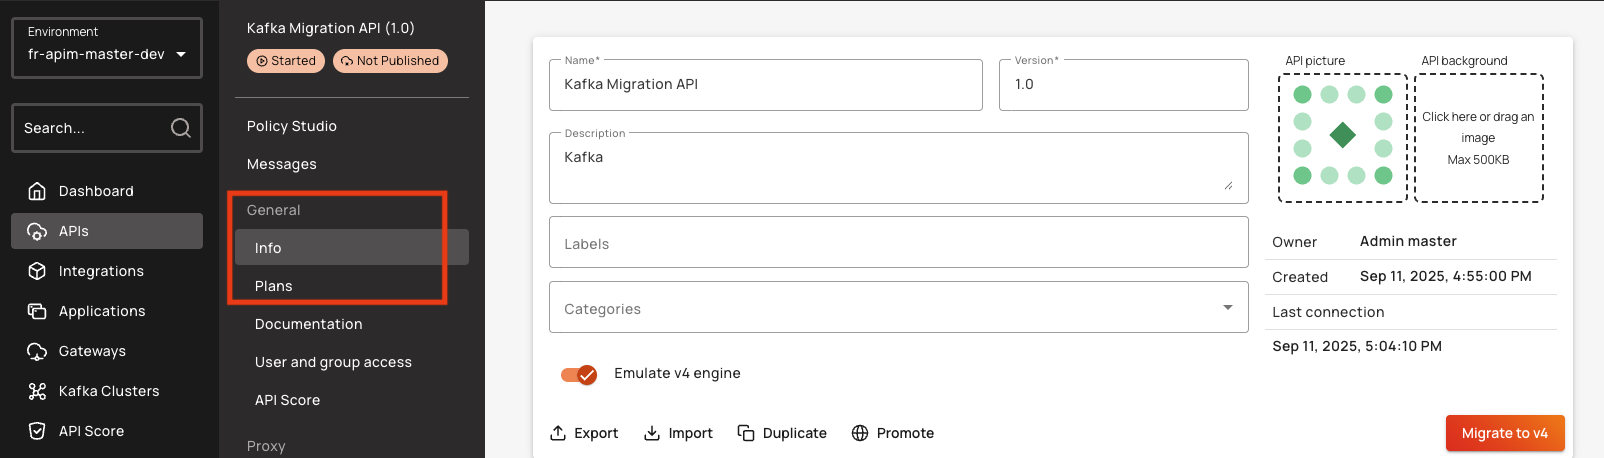 Environment
fr-apim-master-dev
Search...
Dashboard
APIs
Integrations
Applications
Gateways
Kafka Clusters
API Score
Kafka Migration API (1.0)
Started
Not Published
Policy Studio
Messages
General
Info
Plans
Documentation
User and group access
API Score
Proxy
Name*
Kafka Migration API
Version*
1.0
Description
Kafka
Labels
Categories
Emulate v4 engine
Export
Import
Duplicate
Promote
API picture
API background
Click here or drag an
image
Max 500KB
Owner Admin master
Created Sep 11, 2025, 4:55:00 PM
Last connection
Sep 11, 2025, 5:04:10 PM
Migrate to v4